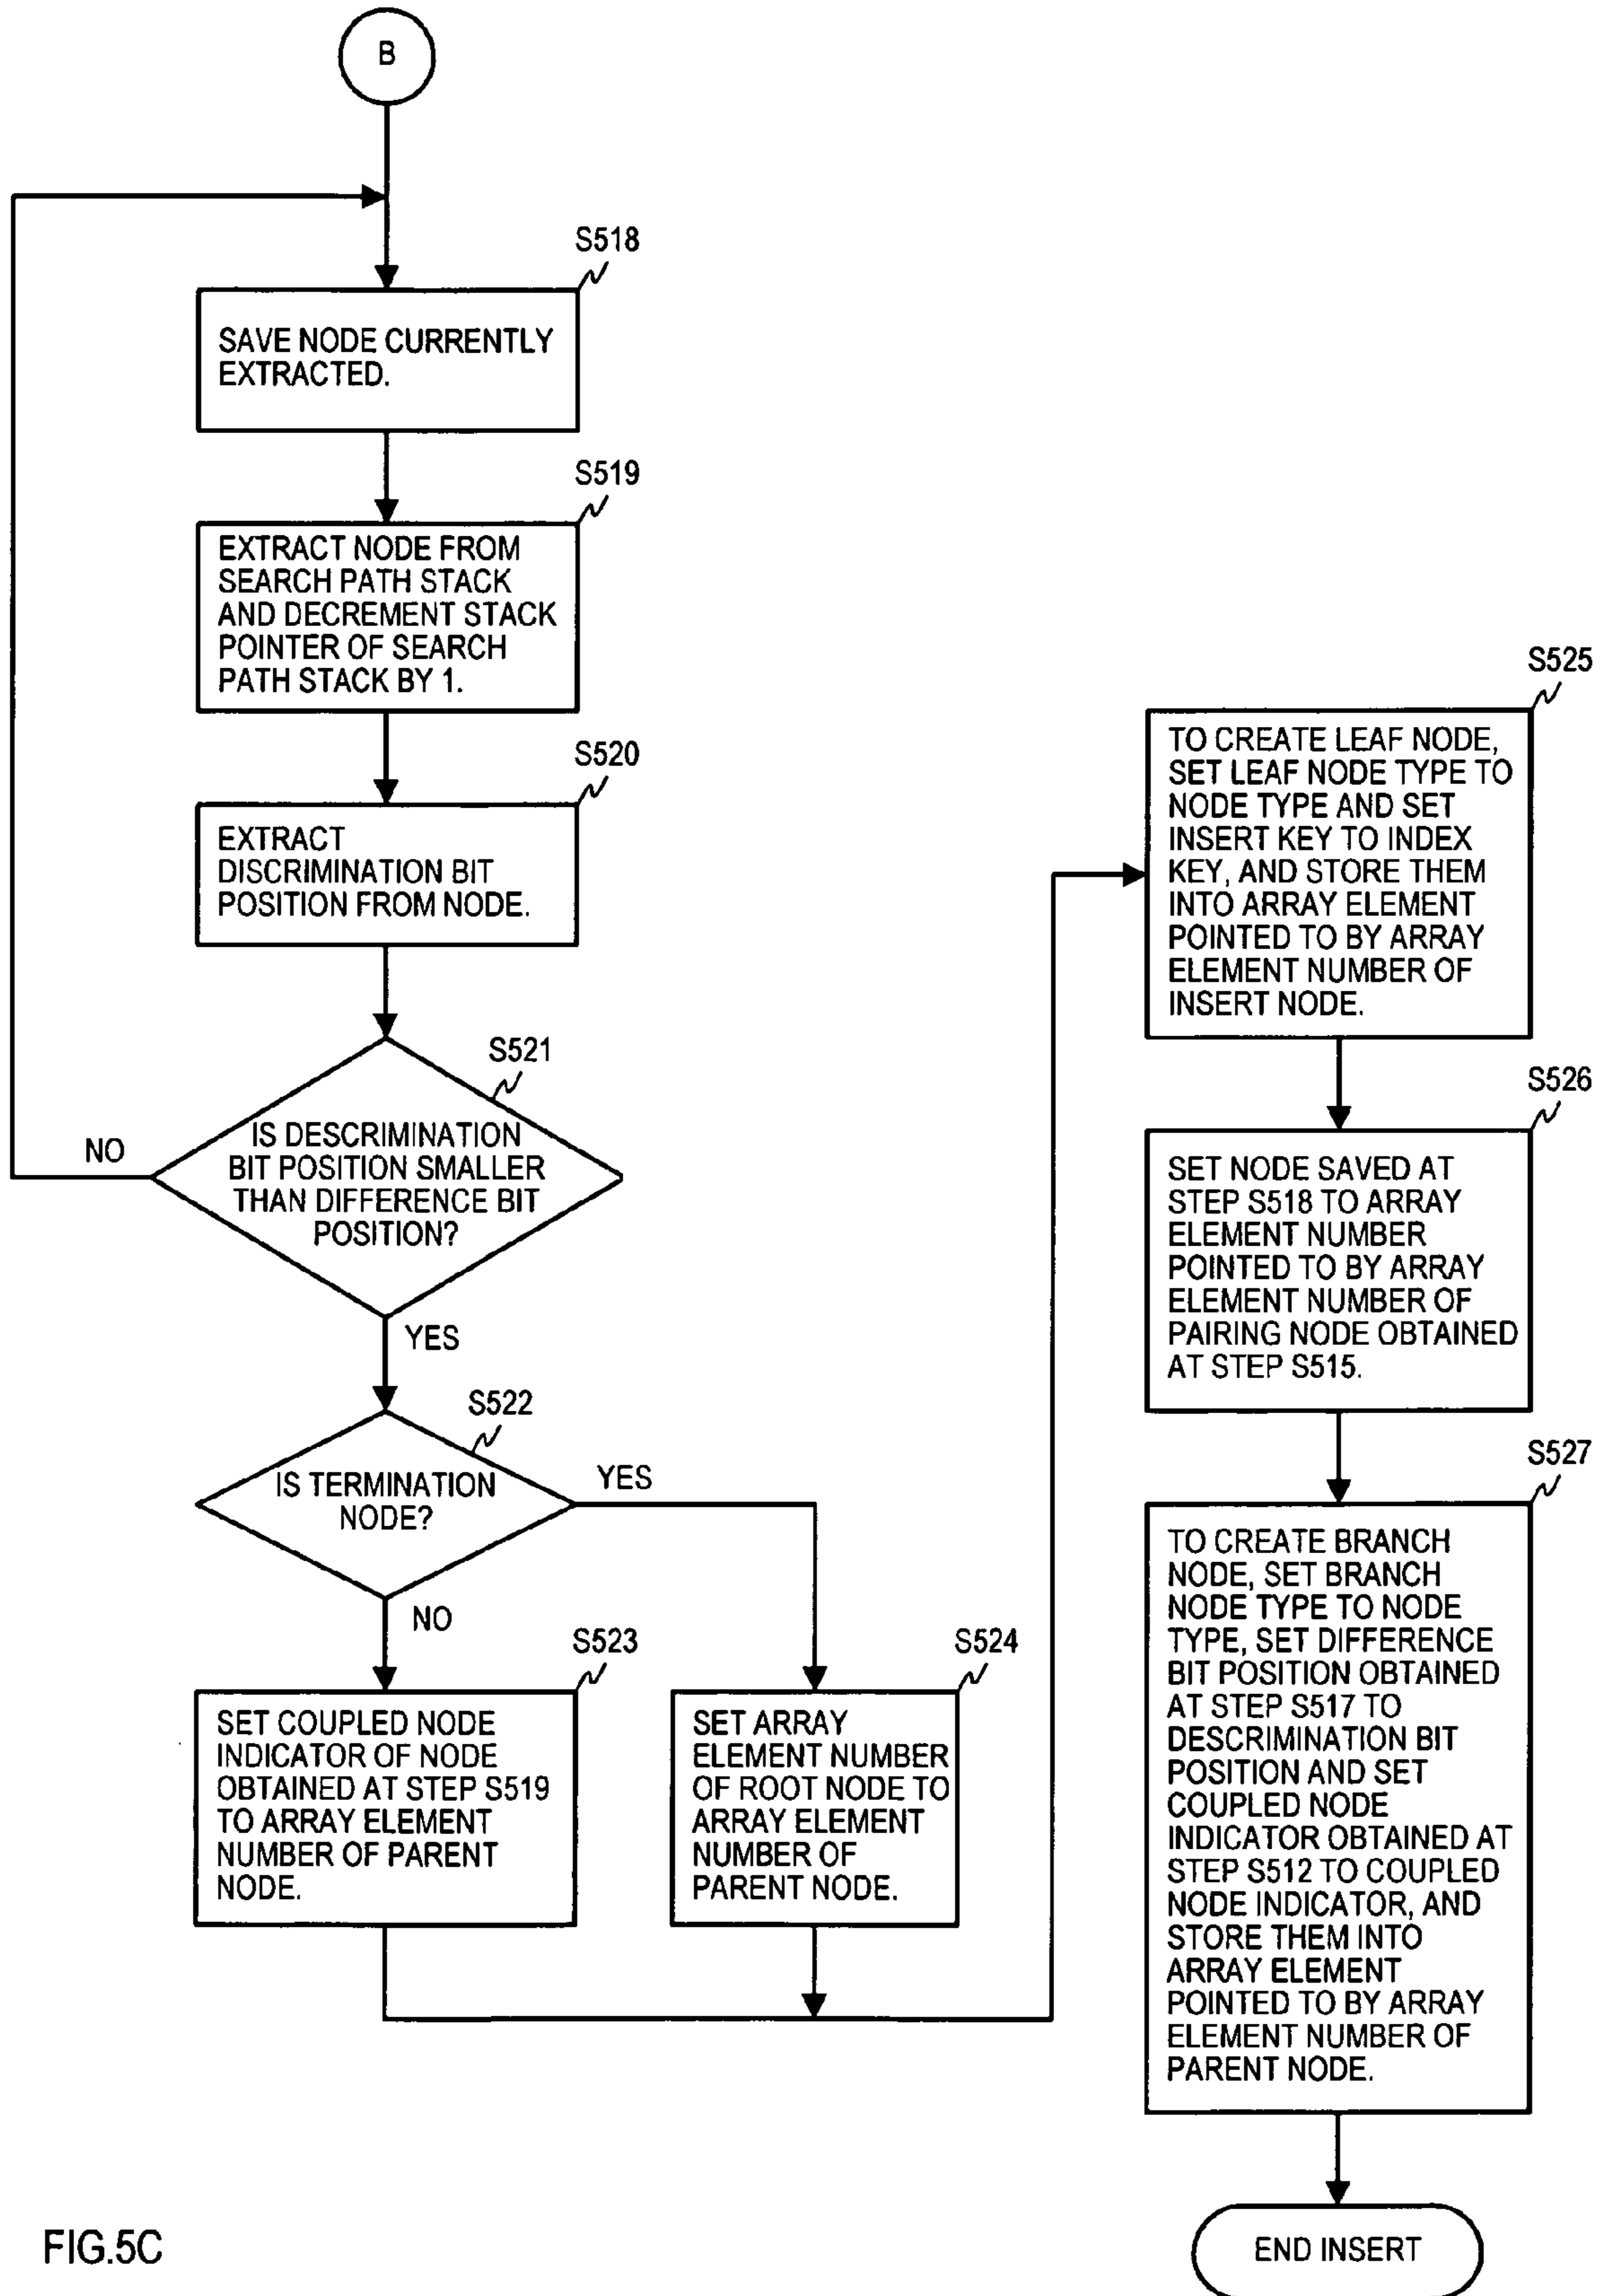 B
S518
SAVE NODE CURRENTLY
EXTRACTED.
S519
EXTRACT NODE FROM
SEARCH PATH STACK
AND DECREMENT STACK
POINTER OF SEARCH
PATH STACK BY 1.
S520
EXTRACT
DISCRIMINATION BIT
POSITION FROM NODE.
S521
IS DESCRIMINATION
BIT POSITION SMALLER
THAN DIFFERENCE BIT
POSITION?
NO
YES
S522
IS TERMINATION
NODE?
YES
NO
S523
SET COUPLED NODE
INDICATOR OF NODE
OBTAINED AT STEP S519
TO ARRAY ELEMENT
NUMBER OF PARENT
NODE.
S524
SET ARRAY
ELEMENT NUMBER
OF ROOT NODE TO
ARRAY ELEMENT
NUMBER OF
PARENT NODE.
S525
TO CREATE LEAF NODE,
SET LEAF NODE TYPE TO
NODE TYPE AND SET
INSERT KEY TO INDEX
KEY, AND STORE THEM
INTO ARRAY ELEMENT
POINTED TO BY ARRAY
ELEMENT NUMBER OF
INSERT NODE.
S526
SET NODE SAVED AT
STEP S518 TO ARRAY
ELEMENT NUMBER
POINTED TO BY ARRAY
ELEMENT NUMBER OF
PAIRING NODE OBTAINED
AT STEP S515.
S527
TO CREATE BRANCH
NODE, SET BRANCH
NODE TYPE TO NODE
TYPE, SET DIFFERENCE
BIT POSITION OBTAINED
AT STEP S517 TO
DESCRIMINATION BIT
POSITION AND SET
COUPLED NODE
INDICATOR OBTAINED AT
STEP S512 TO COUPLED
NODE INDICATOR, AND
STORE THEM INTO
ARRAY ELEMENT
POINTED TO BY ARRAY
ELEMENT NUMBER OF
PARENT NODE.
END INSERT
FIG.5C